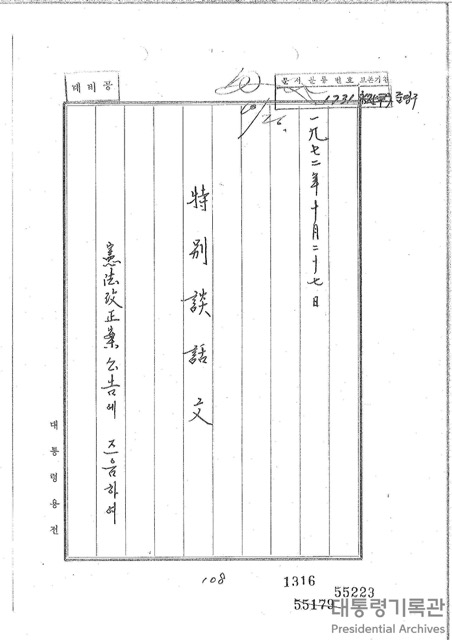 대비공
문서분류번호 보존기간
1731
一九七二年十月二十七日
特別談話文
憲法改正案公告에 즈음하여
대통령용전
108
1316
55223
55179
대통령기록관
Presidential Archives